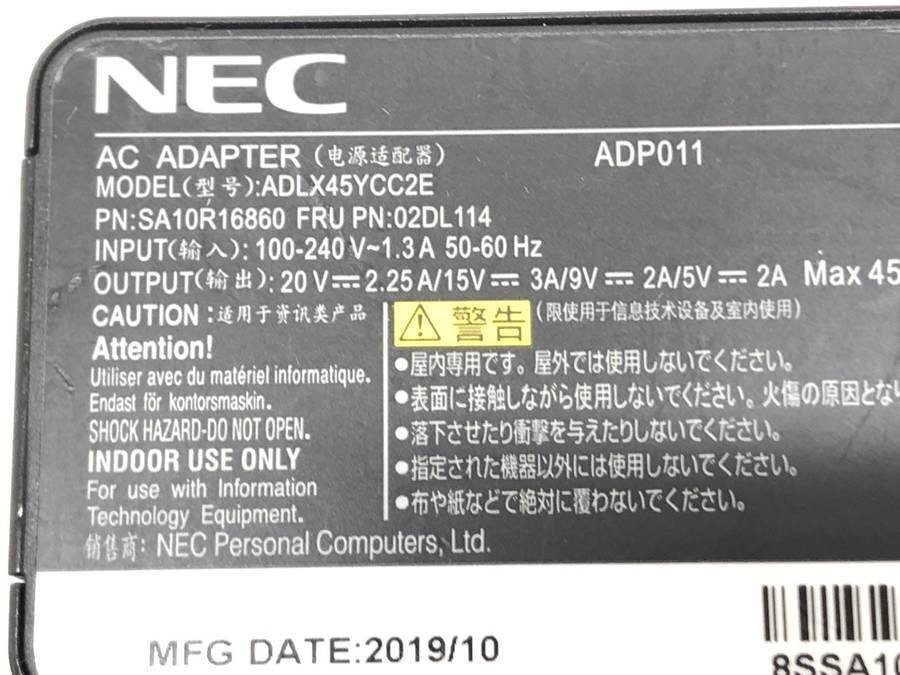 NEC
AC ADAPTER (电源适配器) ADP011
MODEL(型号):ADLX45YCC2E
PN:SA10R16860 FRU PN:02DL114
INPUT(输入): 100-240 V~1.3 A 50-60 Hz
OUTPUT(输出): 20 V⎓2.25 A/15V⎓ 3A/9V⎓ 2A/5V⎓ 2A Max 45
CAUTION :适用于资讯类产品
Attention!
Utiliser avec du matériel informatique.
Endast för kontorsmaskin.
SHOCK HAZARD-DO NOT OPEN.
INDOOR USE ONLY
For use with Information
Technology Equipment.
⚠警告 (限使用于信息技术设备及室内使用)
●屋内専用です。屋外では使用しないでください。
●表面に接触しながら使用しないでください。火傷の原因とな
●落下させたり衝撃を与えたりしないでください。
●指定された機器以外には使用しないでください。
●布や紙などで絶対に覆わないでください。
销售商: NEC Personal Computers, Ltd.
MFG DATE:2019/10
8SSA10